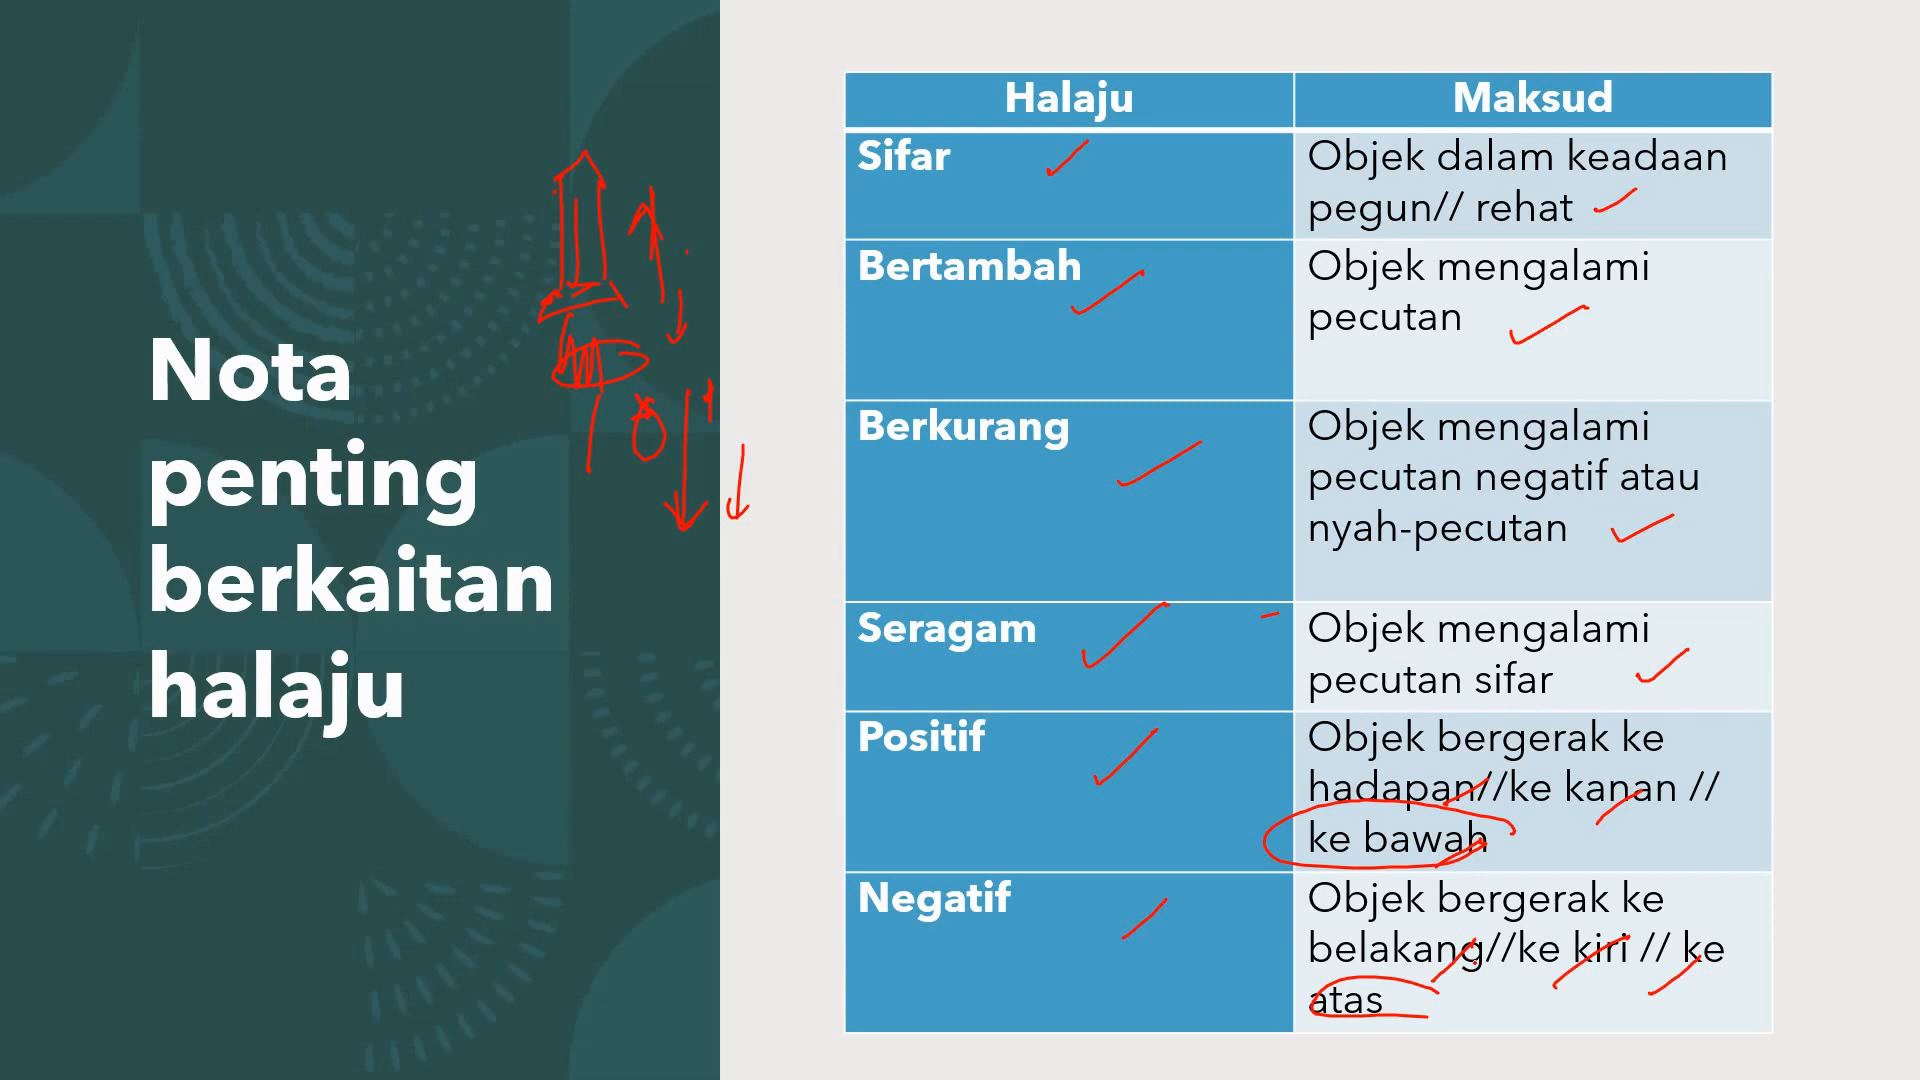 Nota
penting
berkaitan
halaju
Halaju
Maksud
Sifar
Objek dalam keadaan
pegun// rehat
Bertambah
Objek mengalami
pecutan
Berkurang
Objek mengalami
pecutan negatif atau
nyah-pecutan
Seragam
Objek mengalami
pecutan sifar
Positif
Objek bergerak ke
hadapan//ke kanan //
ke bawah
Negatif
Objek bergerak ke
belakang//ke kiri // ke
atas